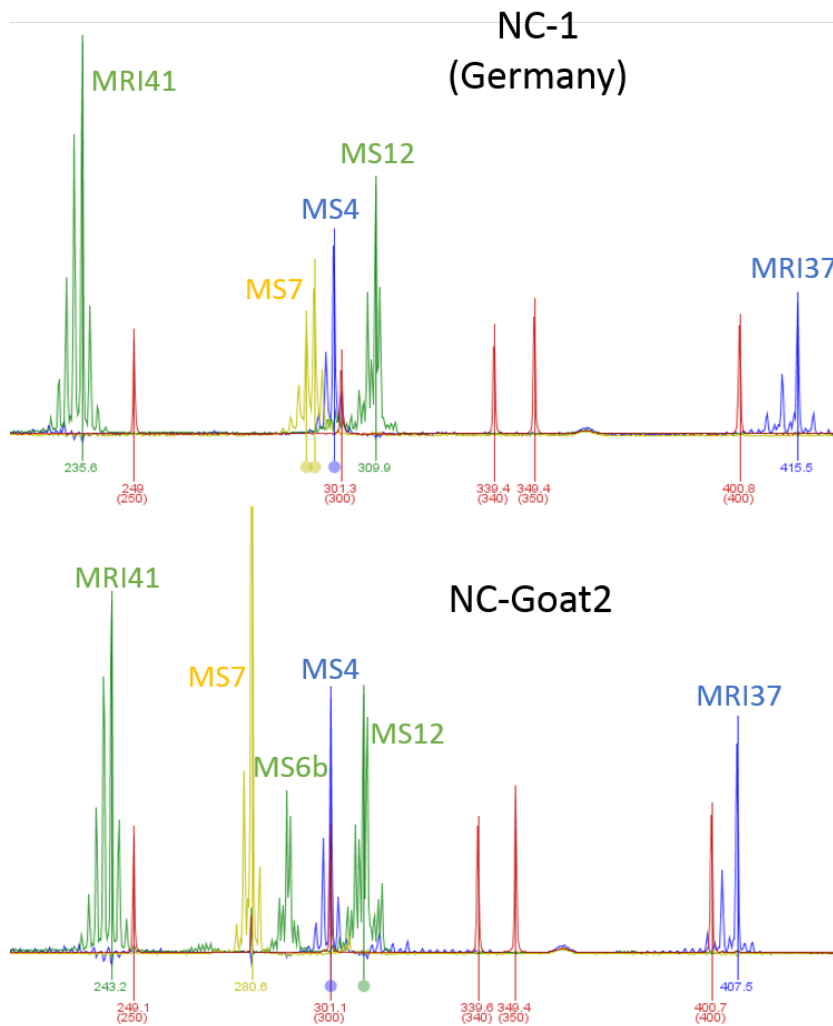 NC-1
(Germany)
MRI41
MS12
MS4
MS7
MRI37
235.6
309.9
415.5
249
(250)
301.3
(300)
339.4
(340)
349.4
(350)
400.8
(400)
MRI41
NC-Goat2
MS7
MS4
MRI37
MS12
MS6b
243.2
280.6
407.5
249.1
(250)
301.1
(300)
339.6
(340)
349.4
(350)
400.7
(400)